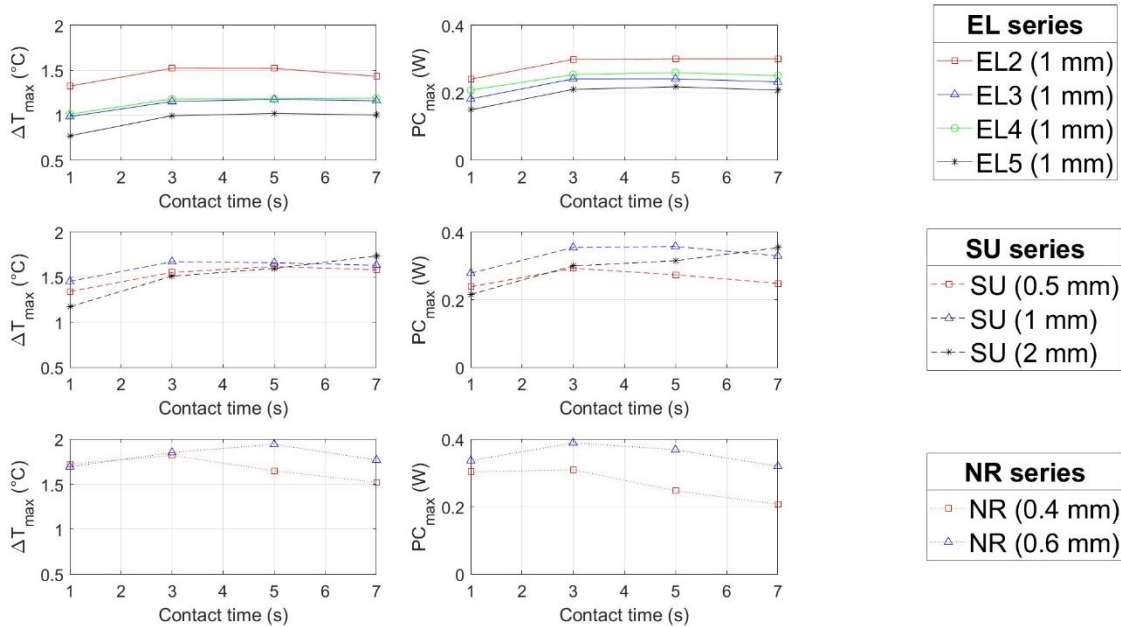 2
1.5
1
0.5
ΔT_max (°C)
1 2 3 4 5 6 7
Contact time (s)
0.4
0.2
0
PC_max (W)
1 2 3 4 5 6 7
Contact time (s)
EL series
EL2 (1 mm)
EL3 (1 mm)
EL4 (1 mm)
EL5 (1 mm)
2
1.5
1
0.5
ΔT_max (°C)
1 2 3 4 5 6 7
Contact time (s)
0.4
0.2
0
PC_max (W)
1 2 3 4 5 6 7
Contact time (s)
SU series
SU (0.5 mm)
SU (1 mm)
SU (2 mm)
2
1.5
1
0.5
ΔT_max (°C)
1 2 3 4 5 6 7
Contact time (s)
0.4
0.2
0
PC_max (W)
1 2 3 4 5 6 7
Contact time (s)
NR series
NR (0.4 mm)
NR (0.6 mm)